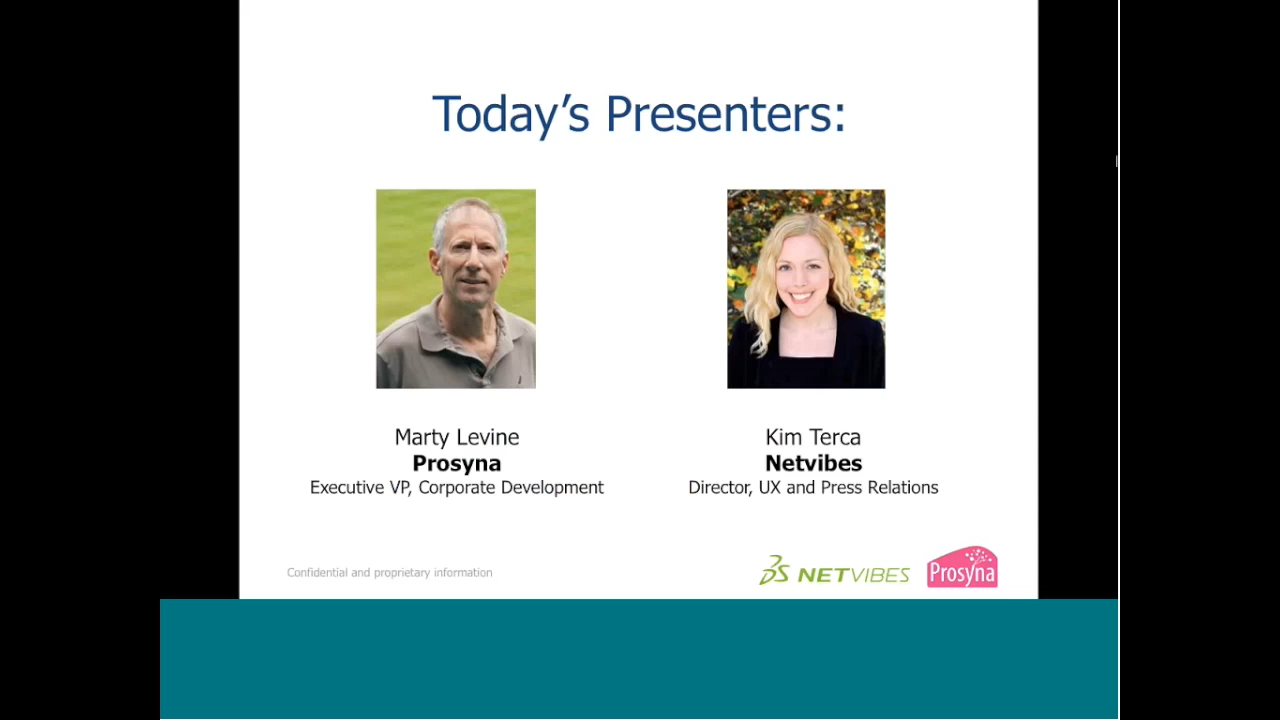 Today's Presenters:
Marty Levine
Prosyna
Executive VP, Corporate Development
Kim Terca
Netvibes
Director, UX and Press Relations
Confidential and proprietary information
3S NETVIBES
Prosyna